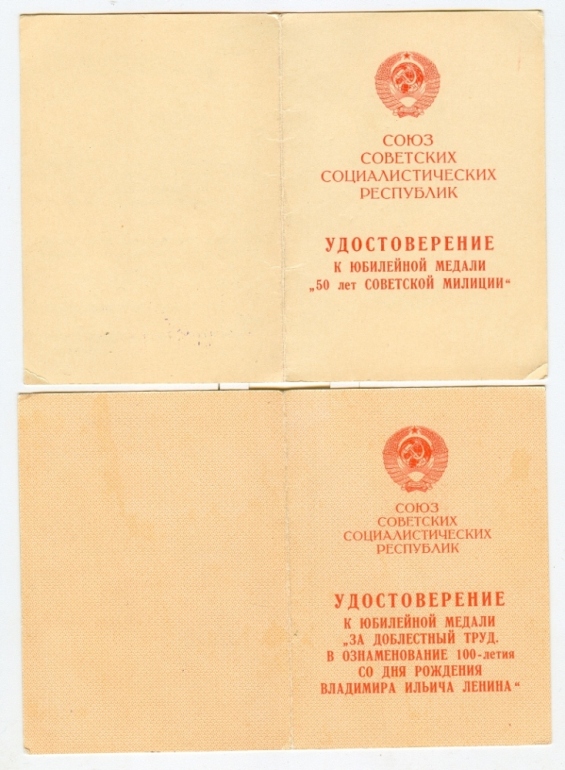 СОЮЗ
СОВЕТСКИХ
СОЦИАЛИСТИЧЕСКИХ
РЕСПУБЛИК
УДОСТОВЕРЕНИЕ
К ЮБИЛЕЙНОЙ МЕДАЛИ
„50 лет СОВЕТСКОЙ МИЛИЦИИ“
СОЮЗ
СОВЕТСКИХ
СОЦИАЛИСТИЧЕСКИХ
РЕСПУБЛИК
УДОСТОВЕРЕНИЕ
К ЮБИЛЕЙНОЙ МЕДАЛИ
„ЗА ДОБЛЕСТНЫЙ ТРУД.
В ОЗНАМЕНОВАНИЕ 100-летия
СО ДНЯ РОЖДЕНИЯ
ВЛАДИМИРА ИЛЬИЧА ЛЕНИНА“